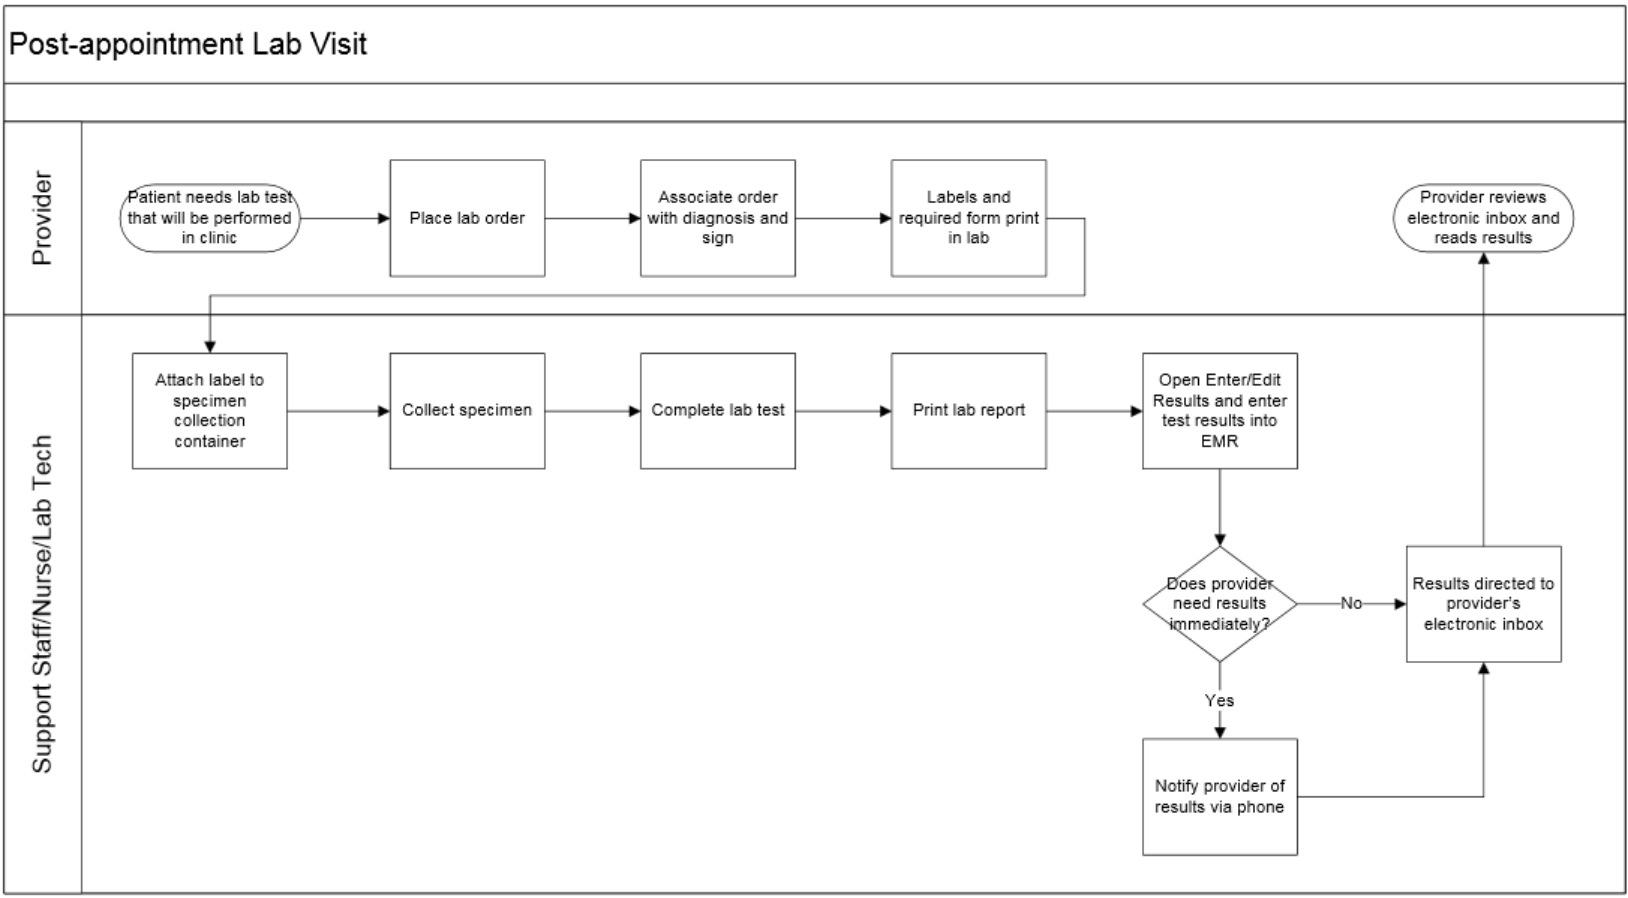 Post-appointment Lab Visit
Provider
Patient needs lab test
that will be performed
in clinic
Place lab order
Associate order
with diagnosis and
sign
Labels and
required form print
in lab
Provider reviews
electronic inbox and
reads results
Support Staff/Nurse/Lab Tech
Attach label to
specimen
collection
container
Collect specimen
Complete lab test
Print lab report
Open Enter/Edit
Results and enter
test results into
EMR
Does provider
need results
immediately?
No
Results directed to
provider's
electronic inbox
Yes
Notify provider of
results via phone